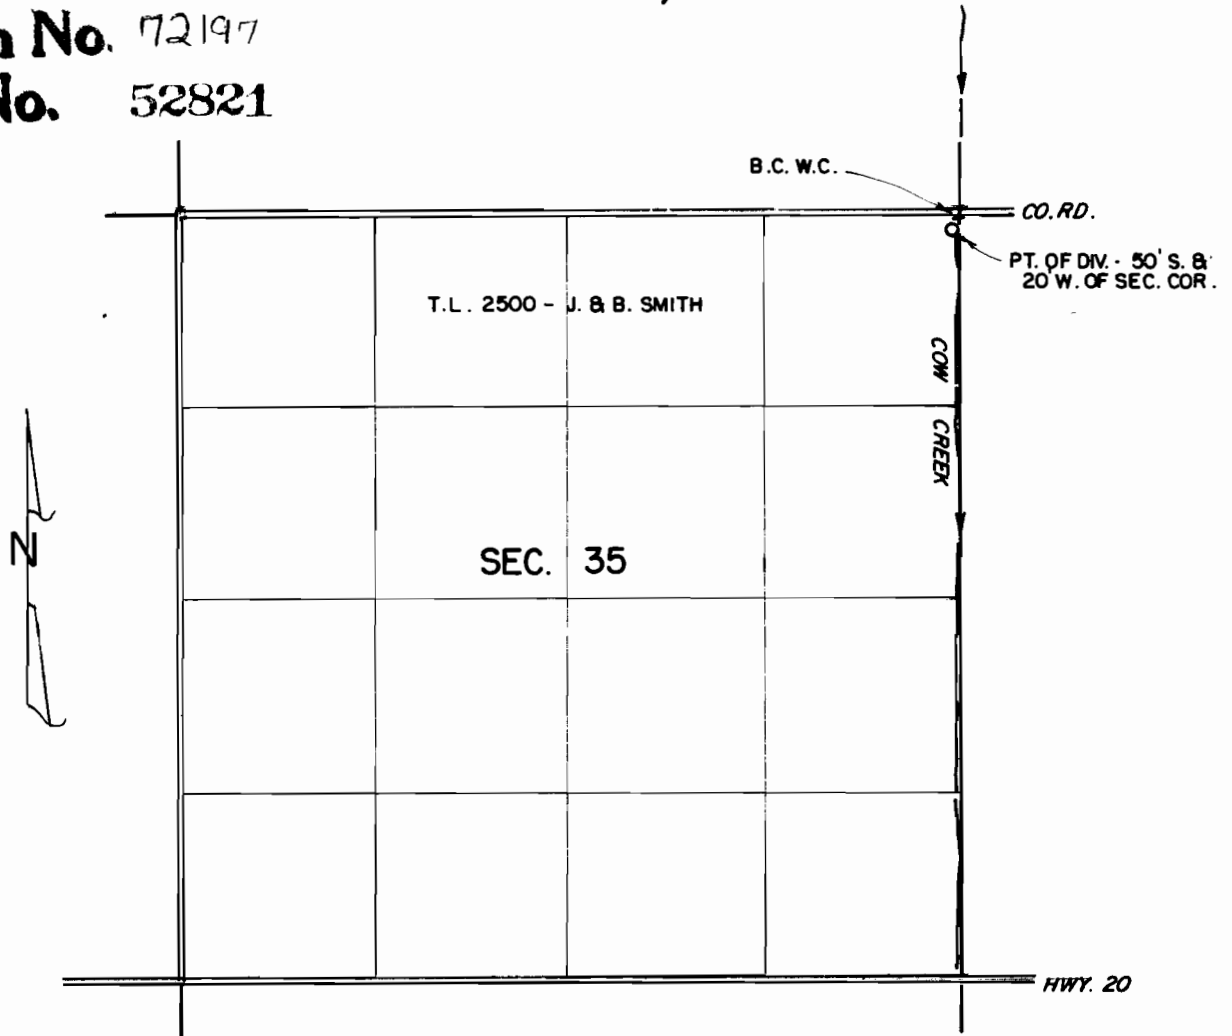 No. 72197
No. 52821
B.C. W.C.
CO. RD.
PT. OF DIV. - 50' S. &
20' W. OF SEC. COR.
T.L. 2500 - J. & B. SMITH
COW CREEK
N
SEC. 35
HWY. 20